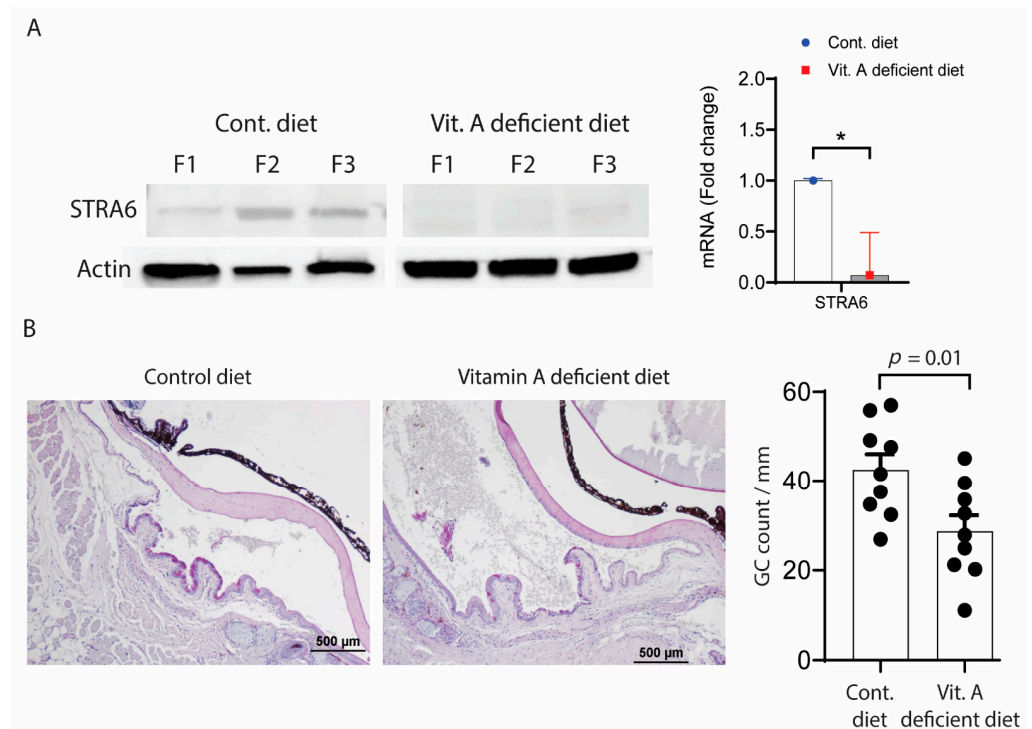 A
Cont. diet
Vit. A deficient diet
F1 F2 F3 F1 F2 F3
STRA6
Actin
Cont. diet
Vit. A deficient diet
mRNA (Fold change)
2.0
1.5
1.0
0.5
0.0
*
STRA6
B
Control diet
Vitamin A deficient diet
500 µm
500 µm
p = 0.01
GC count / mm
60
40
20
0
Cont.
diet
Vit. A
deficient diet